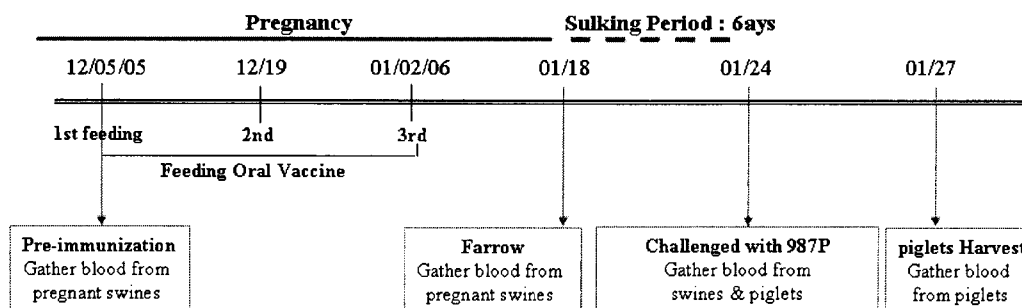 Pregnancy
Sulking Period : 6ays
12/05/05 12/19 01/02/06 01/18 01/24 01/27
1st feeding 2nd 3rd
Feeding Oral Vaccine
Pre-immunization
Gather blood from
pregnant swines
Farrow
Gather blood from
pregnant swines
Challenged with 987P
Gather blood from
swines & piglets
piglets Harvest
Gather blood
from piglets